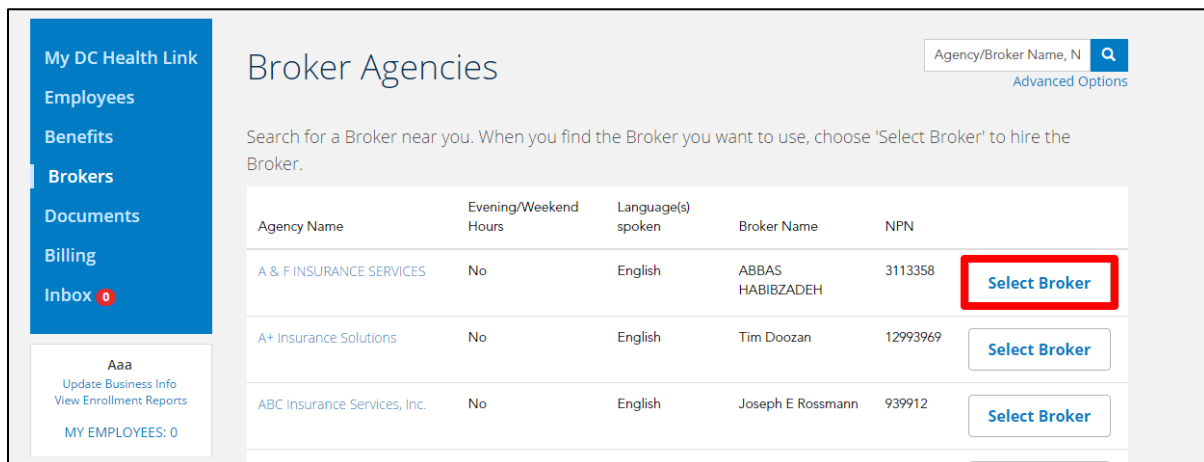 My DC Health Link
Employees
Benefits
Brokers
Documents
Billing
Inbox 0
Aaa
Update Business Info
View Enrollment Reports
MY EMPLOYEES: 0
Broker Agencies
Agency/Broker Name, N
Advanced Options
Search for a Broker near you. When you find the Broker you want to use, choose 'Select Broker' to hire the
Broker.
Agency Name Evening/Weekend Hours Language(s) spoken Broker Name NPN
A & F INSURANCE SERVICES No English ABBAS HABIBZADEH 3113358 Select Broker
A+ Insurance Solutions No English Tim Doozan 12993969 Select Broker
ABC Insurance Services, Inc. No English Joseph E Rossmann 939912 Select Broker